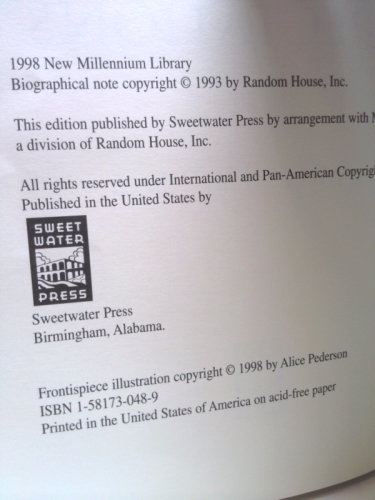 1998 New Millennium Library
Biographical note copyright © 1993 by Random House, Inc.
This edition published by Sweetwater Press by arrangement with
a division of Random House, Inc.
All rights reserved under International and Pan-American
Published in the United States by
SWEET
WATER
PRESS
Sweetwater Press
Birmingham, Alabama.
Frontispiece illustration copyright © 1998 by Alice Pederson
ISBN 1-58173-048-9
Printed in the United States of America on acid-free paper